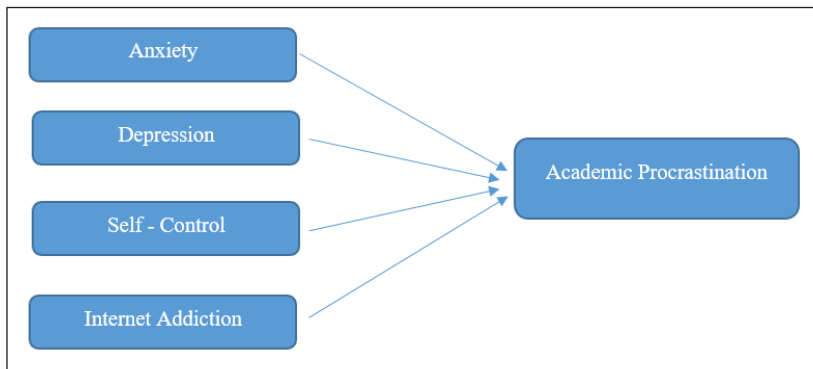 Anxiety
Depression
Self - Control
Internet Addiction
Academic Procrastination